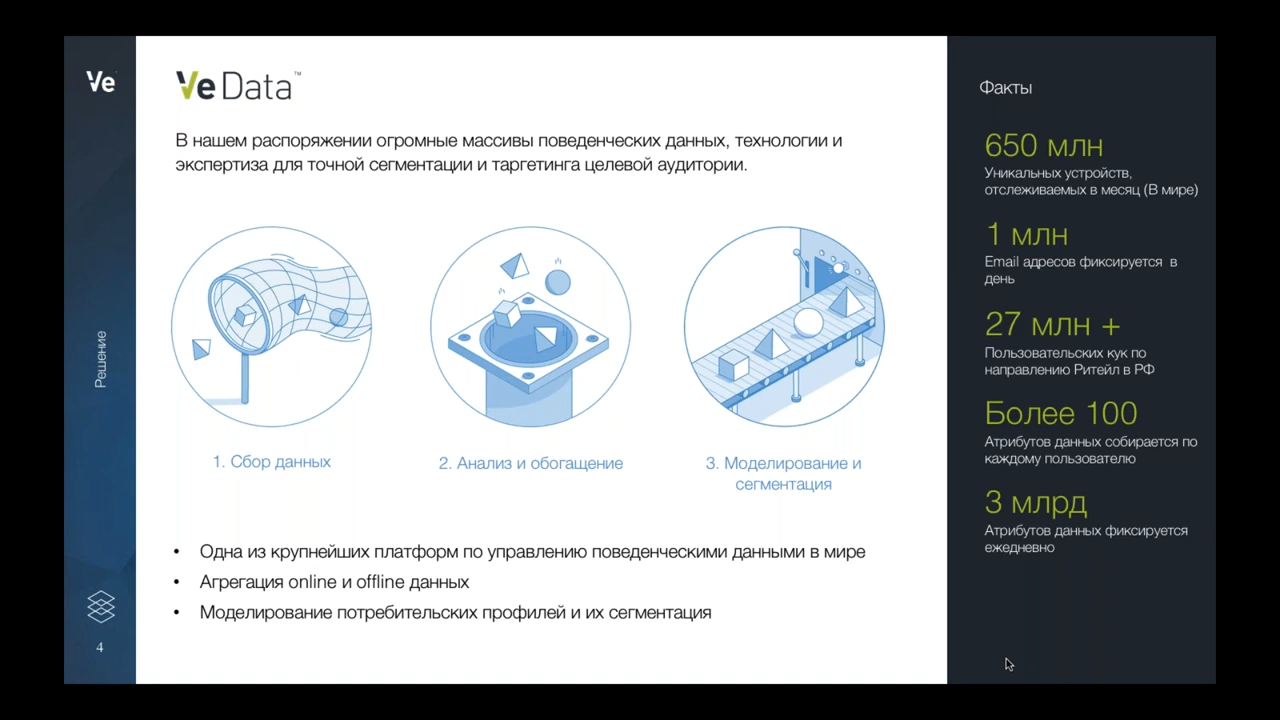 Ve
Решение
4
Ve Data™
В нашем распоряжении огромные массивы поведенческих данных, технологии и
экспертиза для точной сегментации и таргетинга целевой аудитории.
1. Сбор данных
2. Анализ и обогащение
3. Моделирование и
сегментация
• Одна из крупнейших платформ по управлению поведенческими данными в мире
• Агрегация online и offline данных
• Моделирование потребительских профилей и их сегментация
Факты
650 млн
Уникальных устройств,
отслеживаемых в месяц (В мире)
1 млн
Email адресов фиксируется в
день
27 млн +
Пользовательских кук по
направлению Ритейл в РФ
Более 100
Атрибутов данных собирается по
каждому пользователю
3 млрд
Атрибутов данных фиксируется
ежедневно